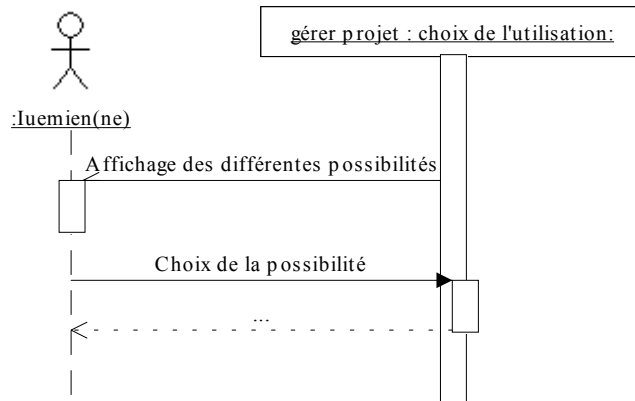 gérer projet : choix de l'utilisation:
:Iuemien(ne)
Affichage des différentes possibilités
Choix de la possibilité
...